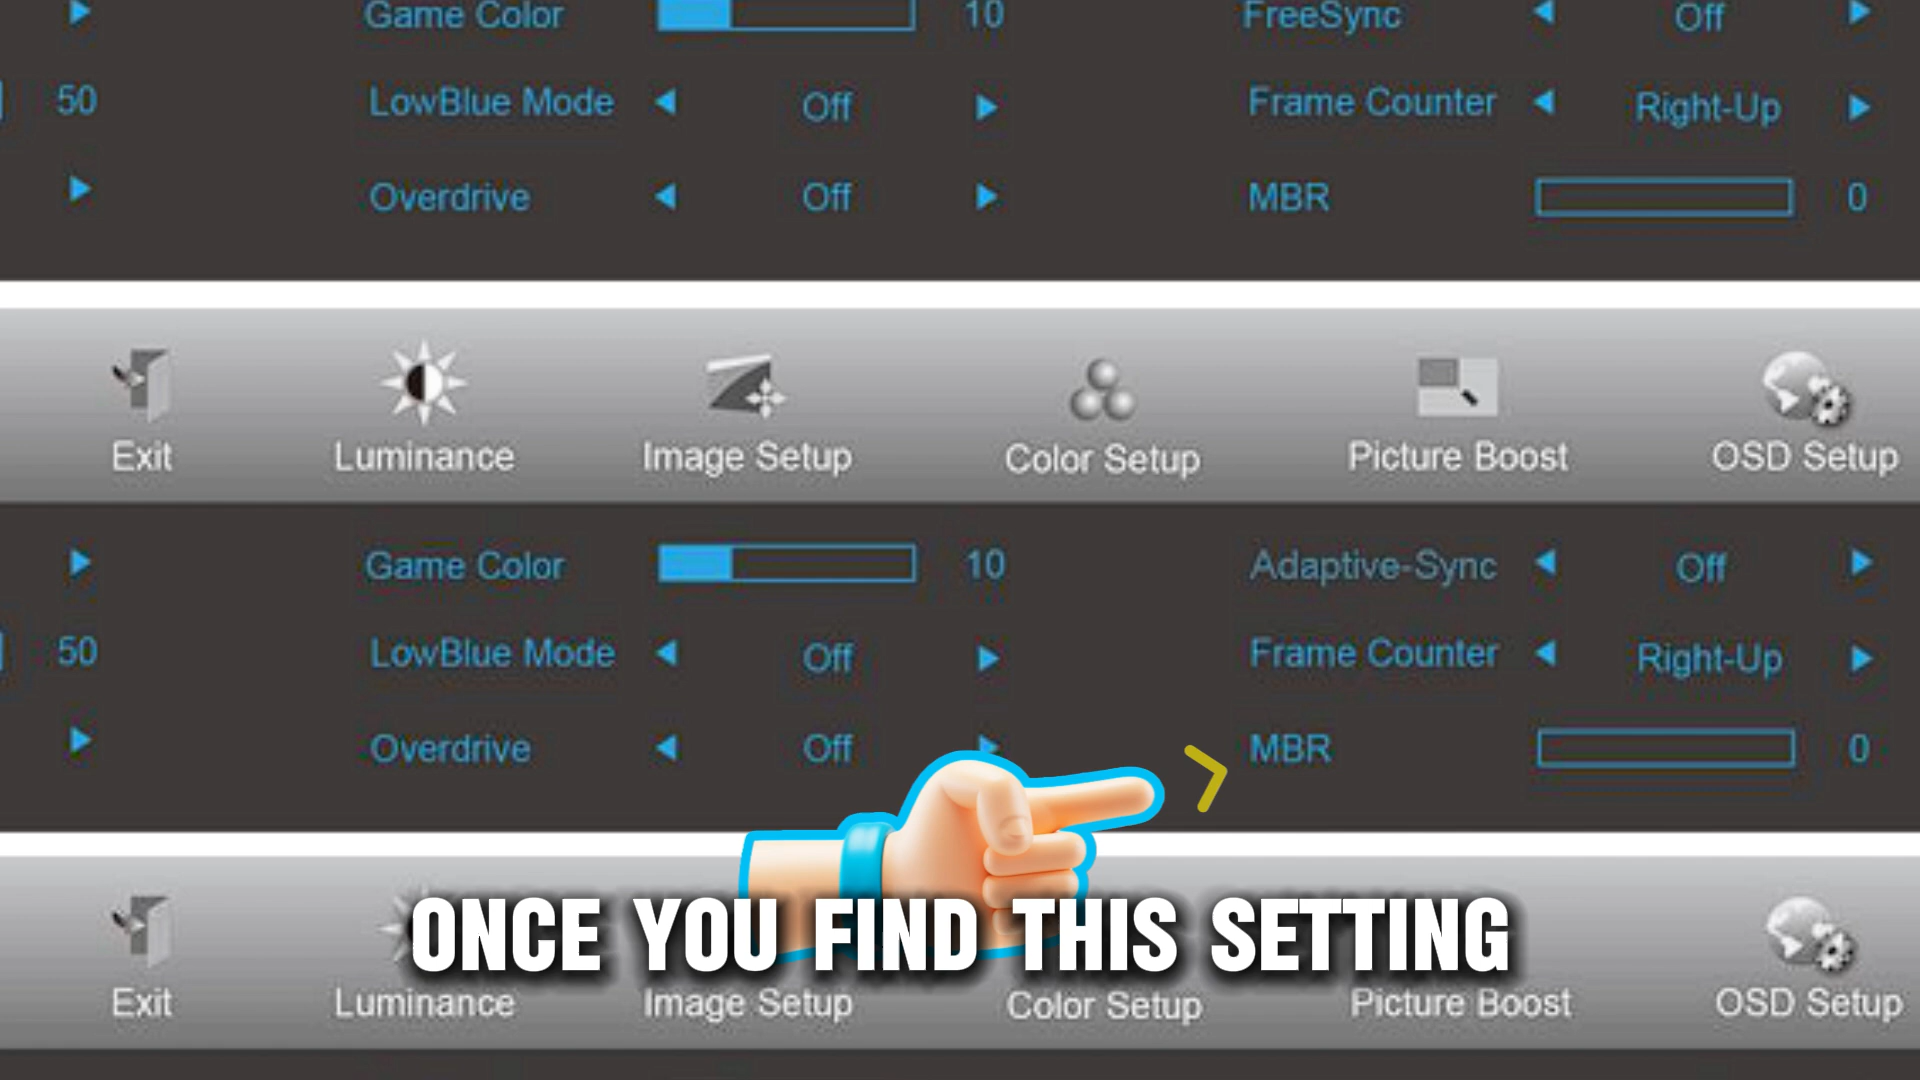 Game Color 10 FreeSync Off
50 LowBlue Mode Off Frame Counter Right-Up
Overdrive Off MBR 0
Exit Luminance Image Setup Color Setup Picture Boost OSD Setup
Game Color 10 Adaptive-Sync Off
50 LowBlue Mode Off Frame Counter Right-Up
Overdrive Off MBR 0
ONCE YOU FIND THIS SETTING
Exit Luminance Image Setup Color Setup Picture Boost OSD Setup